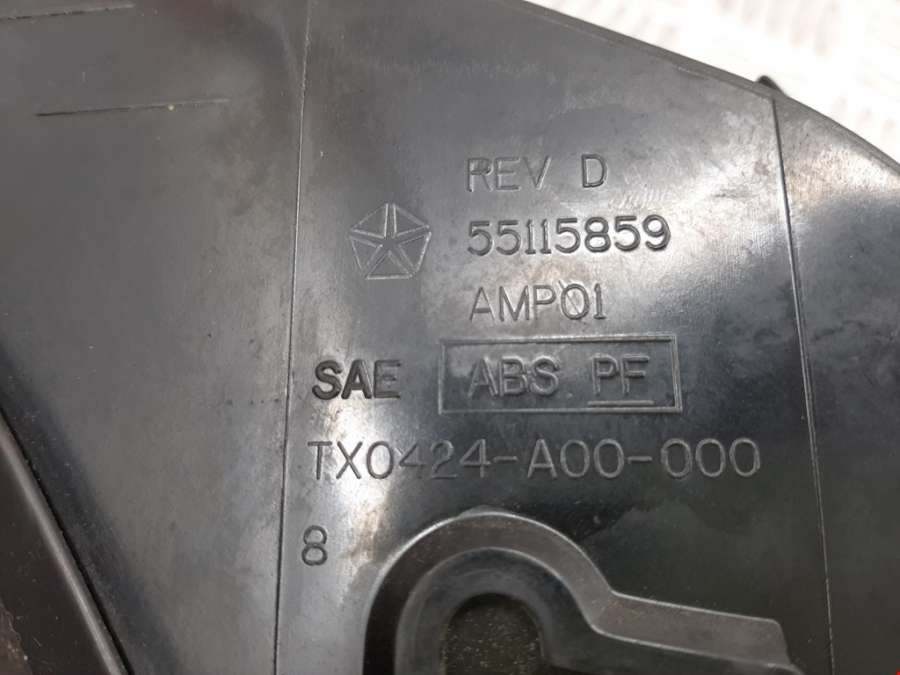 REV D
55115859
AMP01
SAE ABS PF
TX0424-A00-000
8